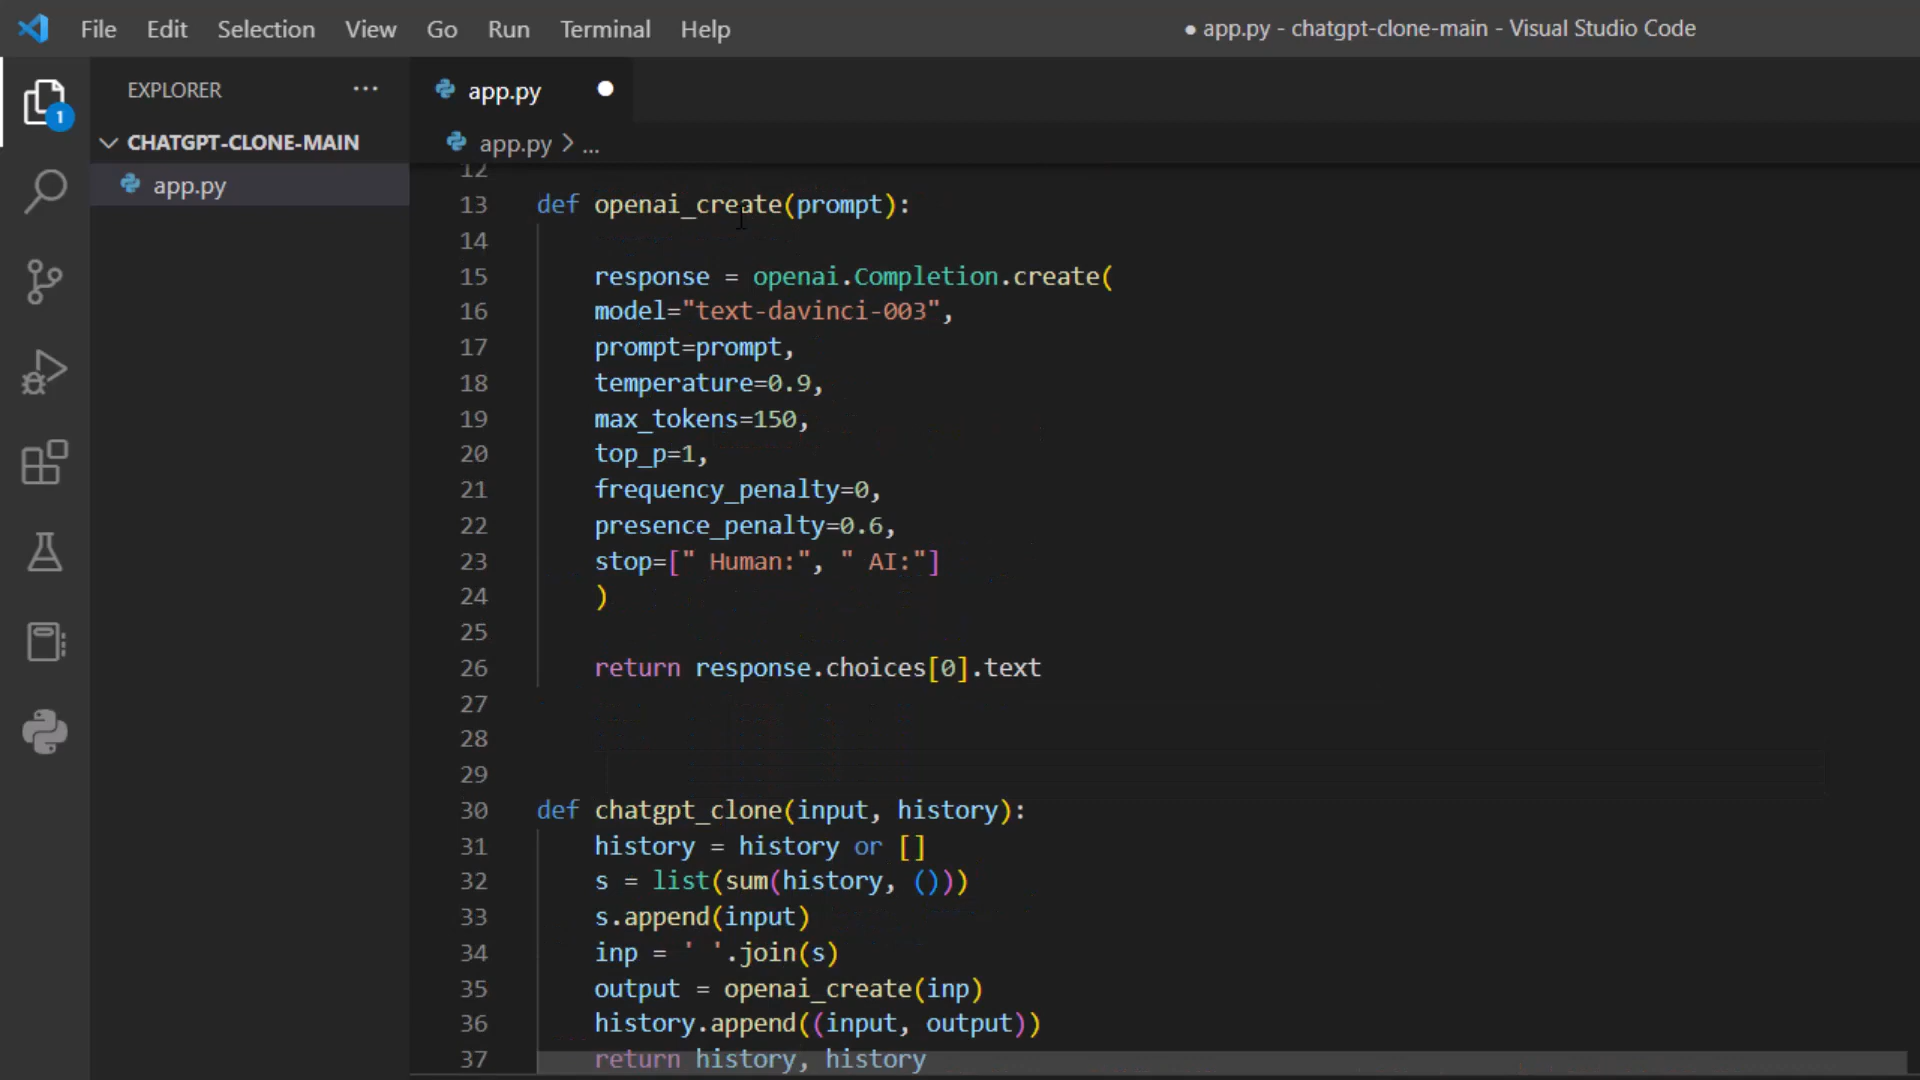 File Edit Selection View Go Run Terminal Help
● app.py - chatgpt-clone-main - Visual Studio Code
EXPLORER ...
app.py ●
1
CHATGPT-CLONE-MAIN
app.py > ...
app.py
12
13 def openai_create(prompt):
14
15     response = openai.Completion.create(
16     model="text-davinci-003",
17     prompt=prompt,
18     temperature=0.9,
19     max_tokens=150,
20     top_p=1,
21     frequency_penalty=0,
22     presence_penalty=0.6,
23     stop=[" Human:", " AI:"]
24     )
25
26     return response.choices[0].text
27
28
29
30 def chatgpt_clone(input, history):
31     history = history or []
32     s = list(sum(history, ()))
33     s.append(input)
34     inp = ' '.join(s)
35     output = openai_create(inp)
36     history.append((input, output))
37     return history, history